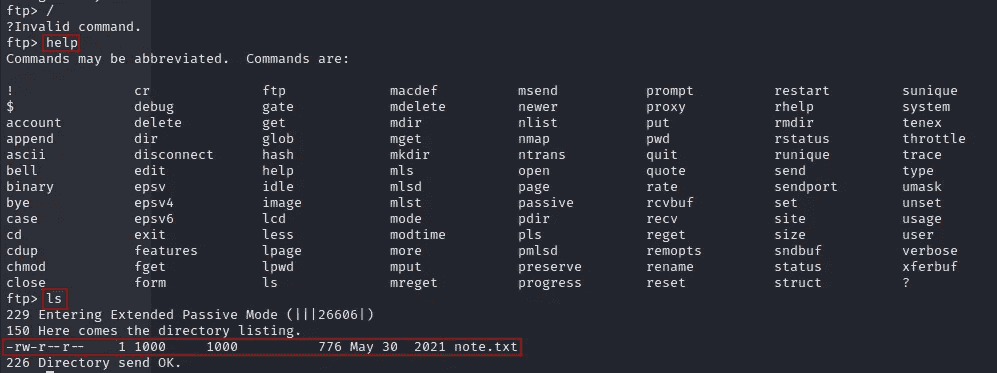 ftp> /
?Invalid command.
ftp> help
Commands may be abbreviated.  Commands are:
!               cr              ftp             macdef          msend           prompt          restart         sunique
$               debug           gate            mdelete         newer           proxy           rhelp           system
account         delete          get             mdir            nlist           put             rmdir           tenex
append          dir             glob            mget            nmap            pwd             rstatus         throttle
ascii           disconnect      hash            mkdir           ntrans          quit            runique         trace
bell            edit            help            mls             open            quote           send            type
binary          epsv            idle            mlsd            page            rate            sendport        umask
bye             epsv4           image           mlst            passive         rcvbuf          set             unset
case            epsv6           lcd             mode            pdir            recv            site            usage
cd              exit            less            modtime         pls             reget           size            user
cdup            features        lpage           more            pmlsd           remopts         sndbuf          verbose
chmod           fget            lpwd            mput            preserve        rename          status          xferbuf
close           form            ls              mreget          progress        reset           struct          ?
ftp> ls
229 Entering Extended Passive Mode (|||26606|)
150 Here comes the directory listing.
-rw-r--r--    1 1000     1000          776 May 30  2021 note.txt
226 Directory send OK.